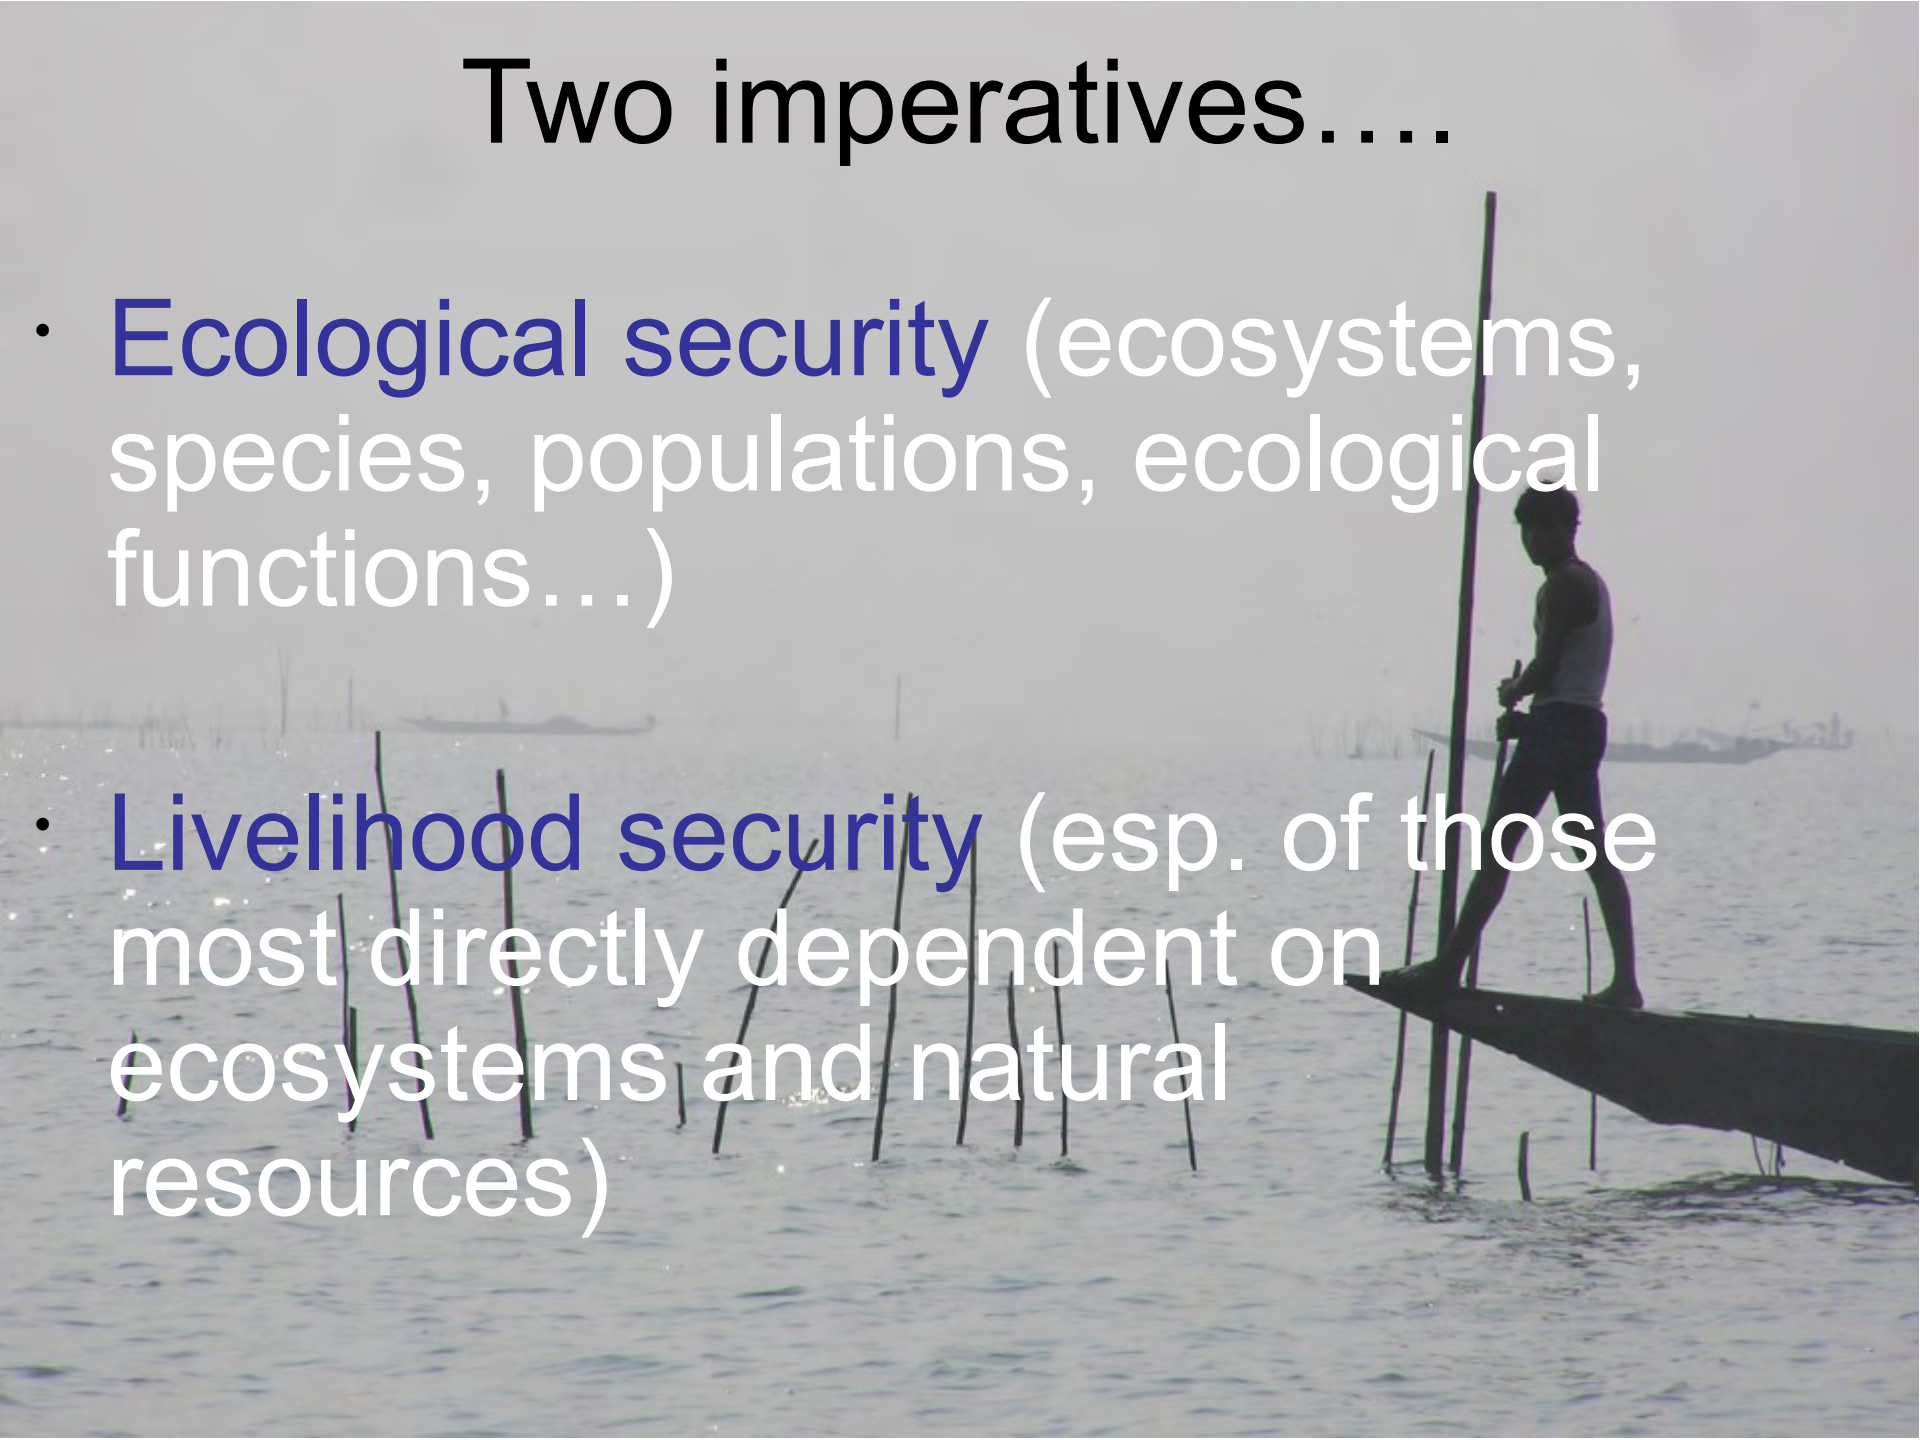 Two imperatives….
• Ecological security (ecosystems,
species, populations, ecological
functions…)
• Livelihood security (esp. of those
most directly dependent on
ecosystems and natural
resources)